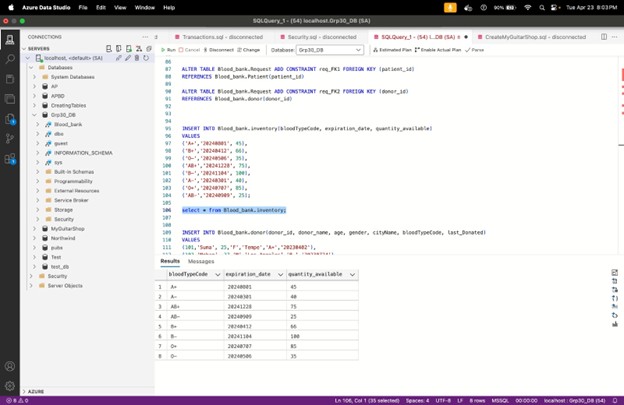 Azure Data Studio File Edit View Window Help 90% Tue Apr 23 8:03 PM
SQLQuery_1 - (54) localhost.Grp30_DB (SA)
CONNECTIONS
Transactions.sql - disconnected Security.sql - disconnected SQLQuery_1 - (54) l...30_DB (SA) CreateMyGuitarShop.sql - disconnected
SERVERS
Run Cancel Disconnect Change Database: Grp30_DB Estimated Plan Enable Actual Plan Parse
localhost, <default> (SA)
Databases
System Databases
AP
APBD
CreatingTables
Grp30_DB
Blood_bank
dbo
guest
INFORMATION_SCHEMA
sys
Built-in Schemas
Programmability
External Resources
Service Broker
Storage
Security
MyGuitarShop
Northwind
pubs
Test
test_db
Security
Server Objects
AZURE
86
87 ALTER TABLE Blood_bank.Request ADD CONSTRAINT req_FK1 FOREIGN KEY (patient_id)
88 REFERENCES Blood_bank.Patient(patient_id)
89
90 ALTER TABLE Blood_bank.Request ADD CONSTRAINT req_FK2 FOREIGN KEY (donor_id)
91 REFERENCES Blood_bank.donor(donor_id)
92
93
94
95 INSERT INTO Blood_bank.inventory(bloodTypeCode, expiration_date, quantity_available)
96 VALUES
97 ('A+','20240801', 45),
98 ('B+','20240412', 66),
99 ('O-','20240506', 35),
100 ('AB+','20241228', 75),
101 ('B-','20241104', 100),
102 ('A-','20240301', 40),
103 ('O+','20240707', 85),
104 ('AB-','20240909', 25);
105
106 select * from Blood_bank.inventory;
107
108
109 INSERT INTO Blood_bank.donor(donor_id, donor_name, age, gender, cityName, bloodTypeCode, last_Donated)
110 VALUES
111 (101,'Suma', 25,'F','Tempe','A+','20230402'),
Results Messages
bloodTypeCode expiration_date quantity_available
1 A+ 20240801 45
2 A- 20240301 40
3 AB+ 20241228 75
4 AB- 20240909 25
5 B+ 20240412 66
6 B- 20241104 100
7 O+ 20240707 85
8 O- 20240506 35
Ln 106, Col 1 (35 selected) Spaces: 4 UTF-8 LF 8 rows MSSQL 00:00:00 localhost : Grp30_DB (54)